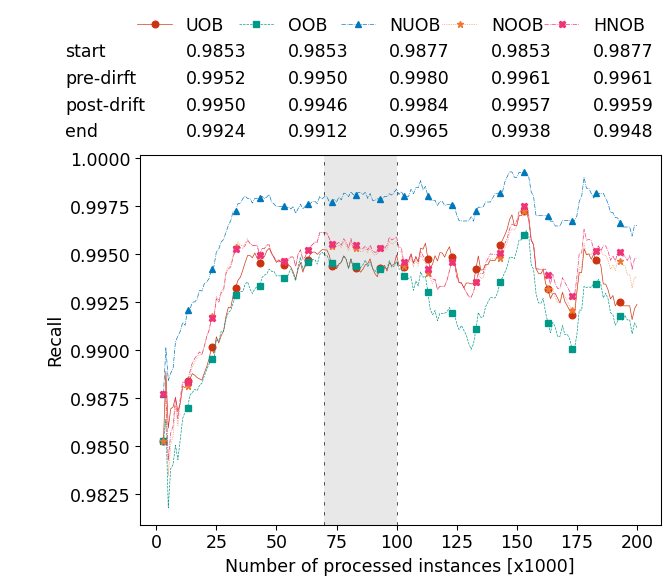 UOB OOB NUOB NOOB HNOB
start 0.9853 0.9853 0.9877 0.9853 0.9877
pre-dirft 0.9952 0.9950 0.9980 0.9961 0.9961
post-drift 0.9950 0.9946 0.9984 0.9957 0.9959
end 0.9924 0.9912 0.9965 0.9938 0.9948
1.0000
0.9975
0.9950
0.9925
0.9900
0.9875
0.9850
0.9825
Recall
0 25 50 75 100 125 150 175 200
Number of processed instances [x1000]